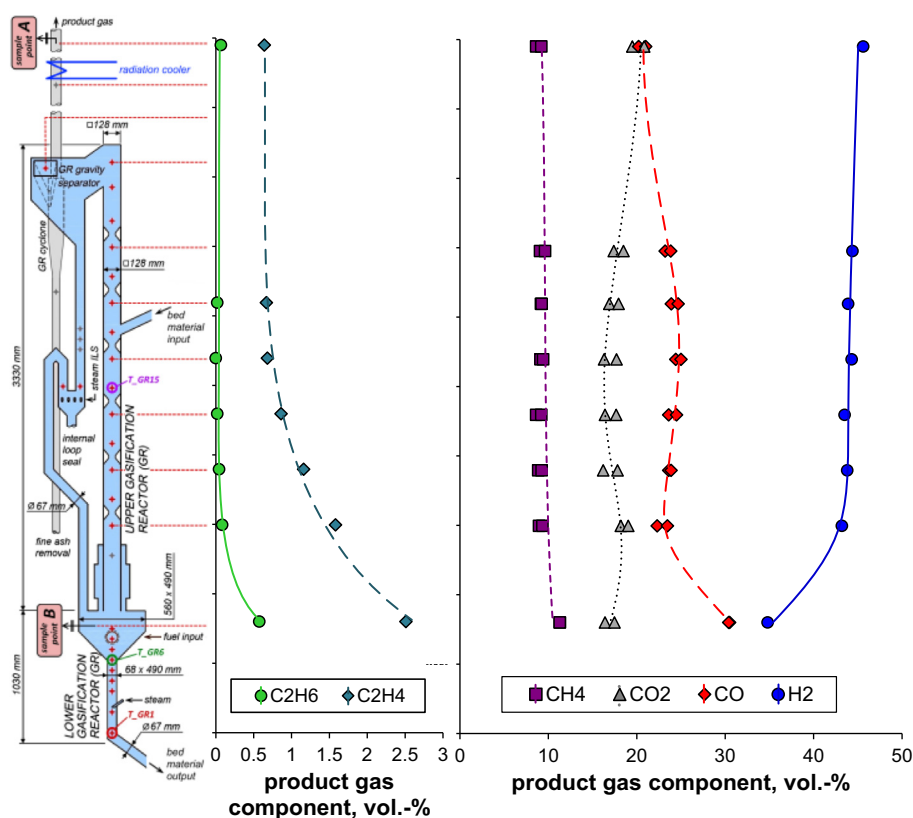 product gas
sample
point A
radiation cooler
□128 mm
GR gravity
separator
GR cyclone
□128 mm
bed
material
input
3330 mm
steam ILS
T_GR15
internal
loop
seal
UPPER GASIFICATION
REACTOR (GR)
Ø 67 mm
fine ash
removal
560 x 490 mm
sample
point B
fuel input
T_GR6
68 x 490 mm
1030 mm
LOWER
GASIFICATION
REACTOR (GR)
steam
T_GR1
Ø67 mm
bed
material
output
C2H6 C2H4
0 0.5 1 1.5 2 2.5 3
product gas
component, vol.-%
CH4 CO2 CO H2
0 10 20 30 40 50
product gas component, vol.-%